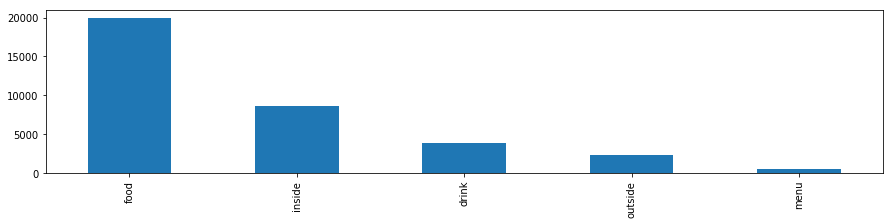 20000
15000
10000
5000
0
food
inside
drink
outside
menu